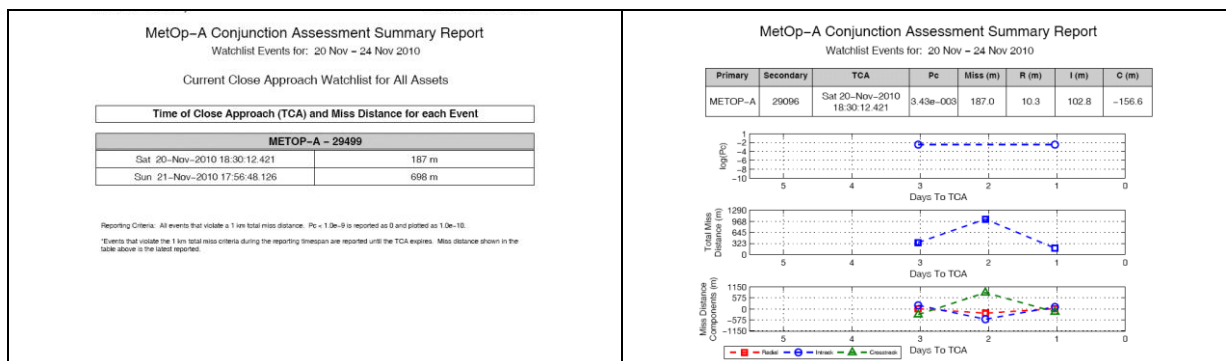 MetOp-A Conjunction Assessment Summary Report
Watchlist Events for: 20 Nov - 24 Nov 2010
Current Close Approach Watchlist for All Assets
Time of Close Approach (TCA) and Miss Distance for each Event
METOP-A - 29499
Sat 20-Nov-2010 18:30:12.421 187 m
Sun 21-Nov-2010 17:56:48.126 698 m
Reporting Criteria: All events that violate a 1 km total miss distance. Pc < 1.0e-9 is reported as 0 and plotted as 1.0e-10.
*Events that violate the 1 km total miss criteria during the reporting timespan are reported until the TCA expires. Miss distance shown in the
table above is the latest reported.
MetOp-A Conjunction Assessment Summary Report
Watchlist Events for: 20 Nov - 24 Nov 2010
Primary Secondary TCA Pc Miss (m) R (m) I (m) C (m)
METOP-A 29096 Sat 20-Nov-2010 3.43e-003 187.0 10.3 102.8 -156.6
18:30:12.421
log(Pc)
1
-2
-4
-6
-8
-10
5 4 3 2 1 0
Days To TCA
Total Miss
Distance (m)
1290
968
645
323
0
5 4 3 2 1 0
Days To TCA
Miss Distance
Components (m)
1150
575
0
-575
-1150
5 4 3 2 1 0
Days To TCA
Radial Intrack Crosstrack